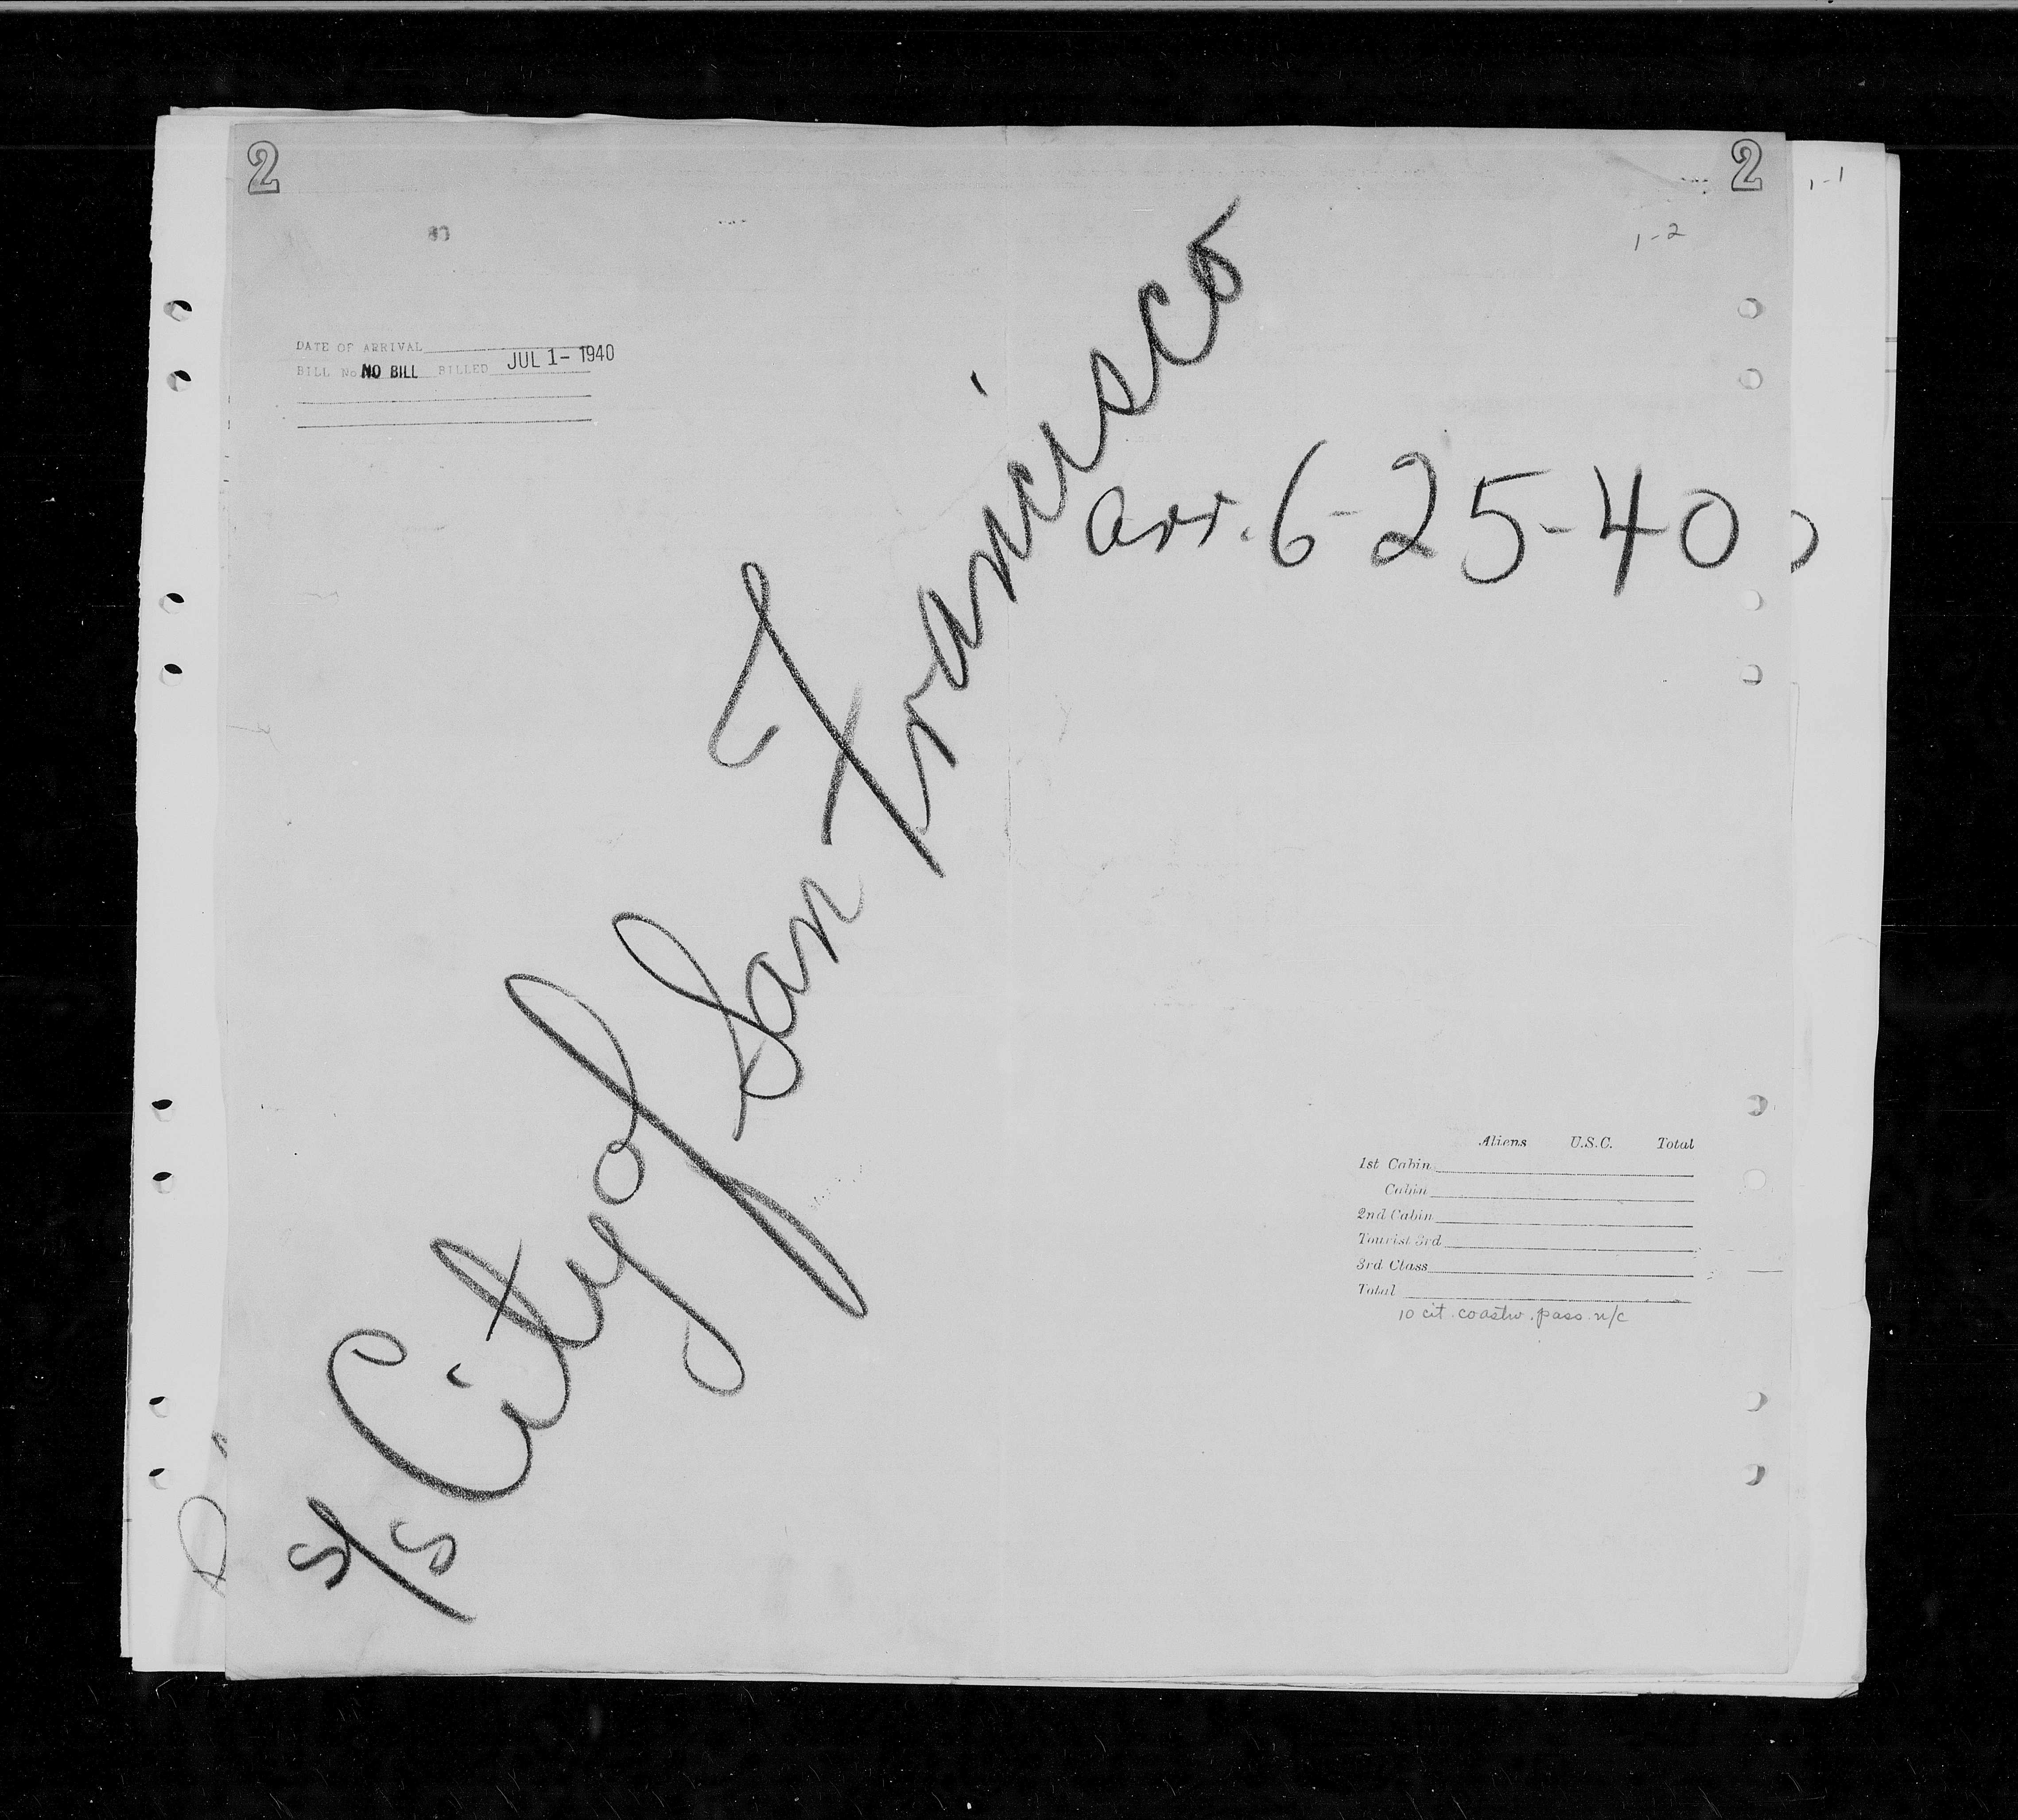 2
2
1-1
1-2
DATE OF ARRIVAL
BILL No. NO BILL BILLED JUL 1 - 1940
s/s City of San Francisco
arr. 6-25-40
Aliens U.S.C. Total
1st Cabin
Cabin
2nd Cabin
Tourist 3rd
3rd Class
Total
10 cit. coastw. pass. n/c